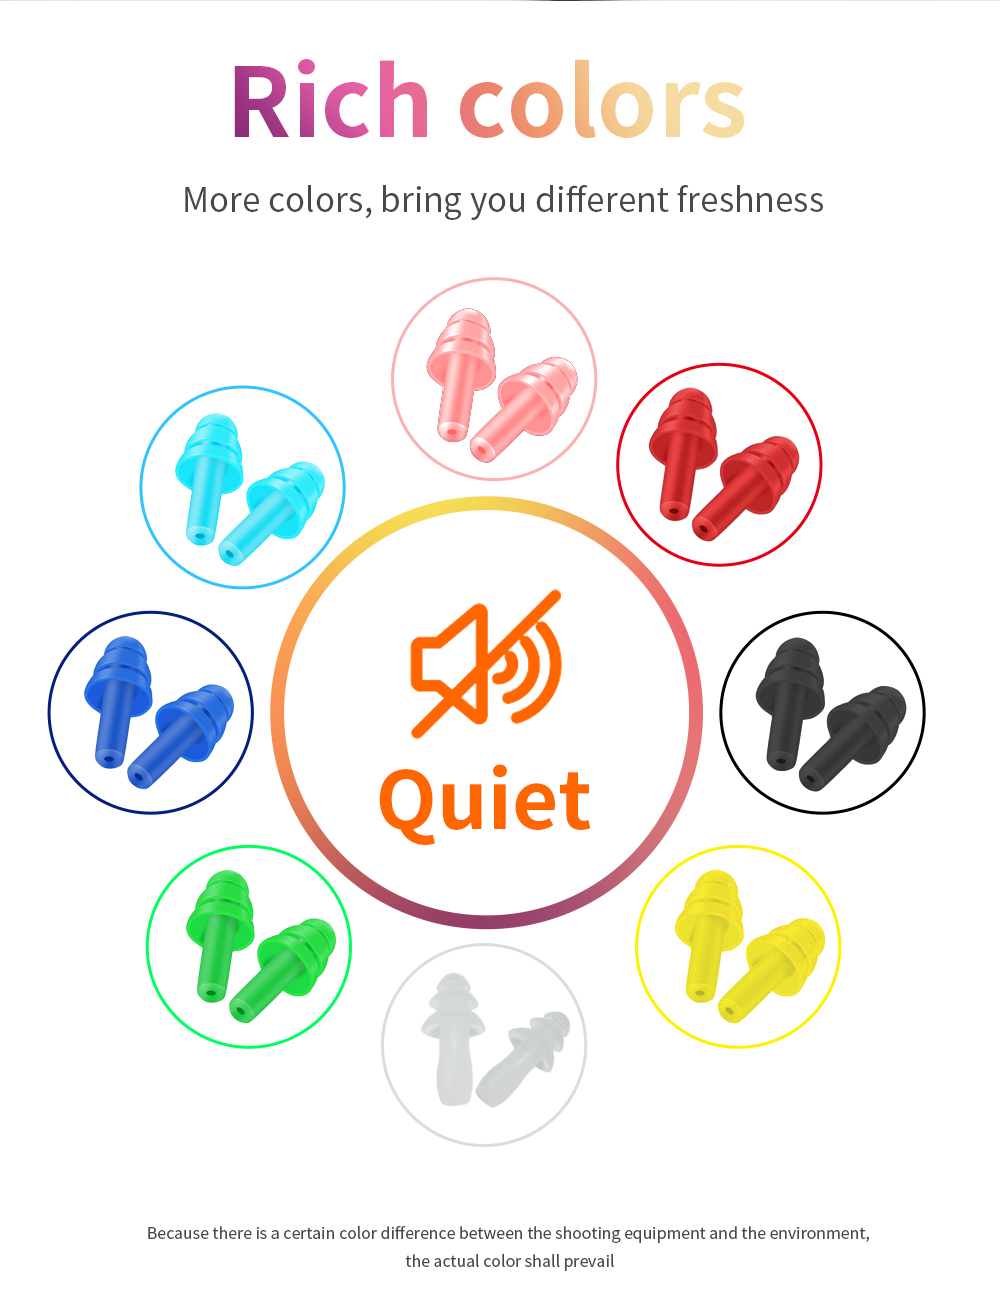 Rich colors
More colors, bring you different freshness
Quiet
Because there is a certain color difference between the shooting equipment and the environment,
the actual color shall prevail